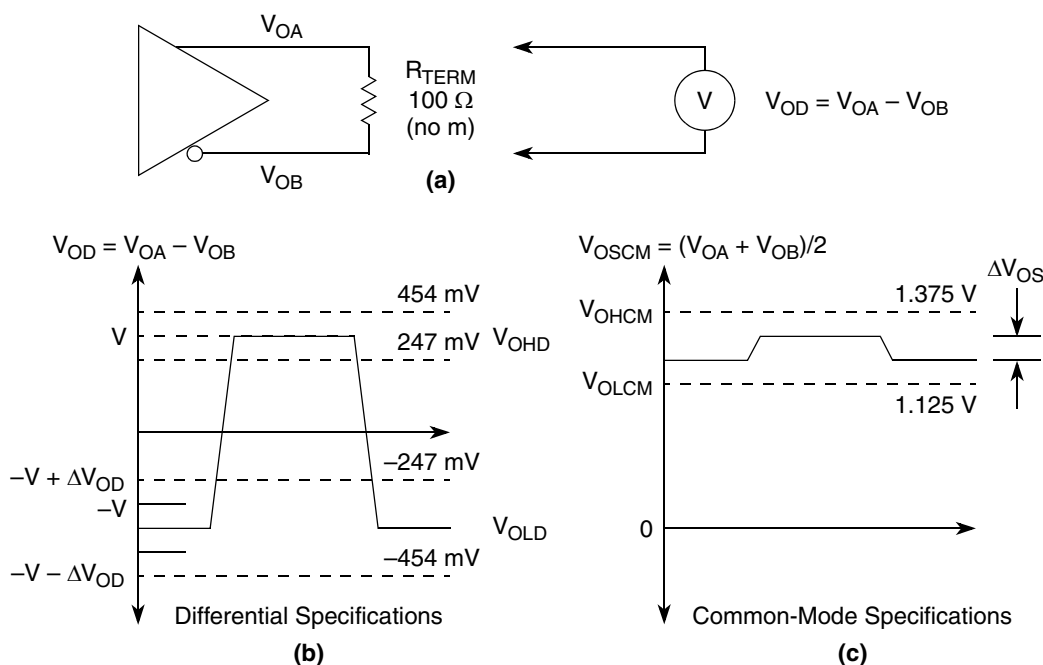 VOA
RTERM
100 Ω
(no m)
VOB
(a)
V
VOD = VOA – VOB
VOD = VOA – VOB
454 mV
V
247 mV
VOHD
–247 mV
–V + ΔVOD
–V
VOLD
–454 mV
–V – ΔVOD
Differential Specifications
(b)
VOSCM = (VOA + VOB)/2
ΔVOS
1.375 V
VOHCM
VOLCM
1.125 V
0
Common-Mode Specifications
(c)